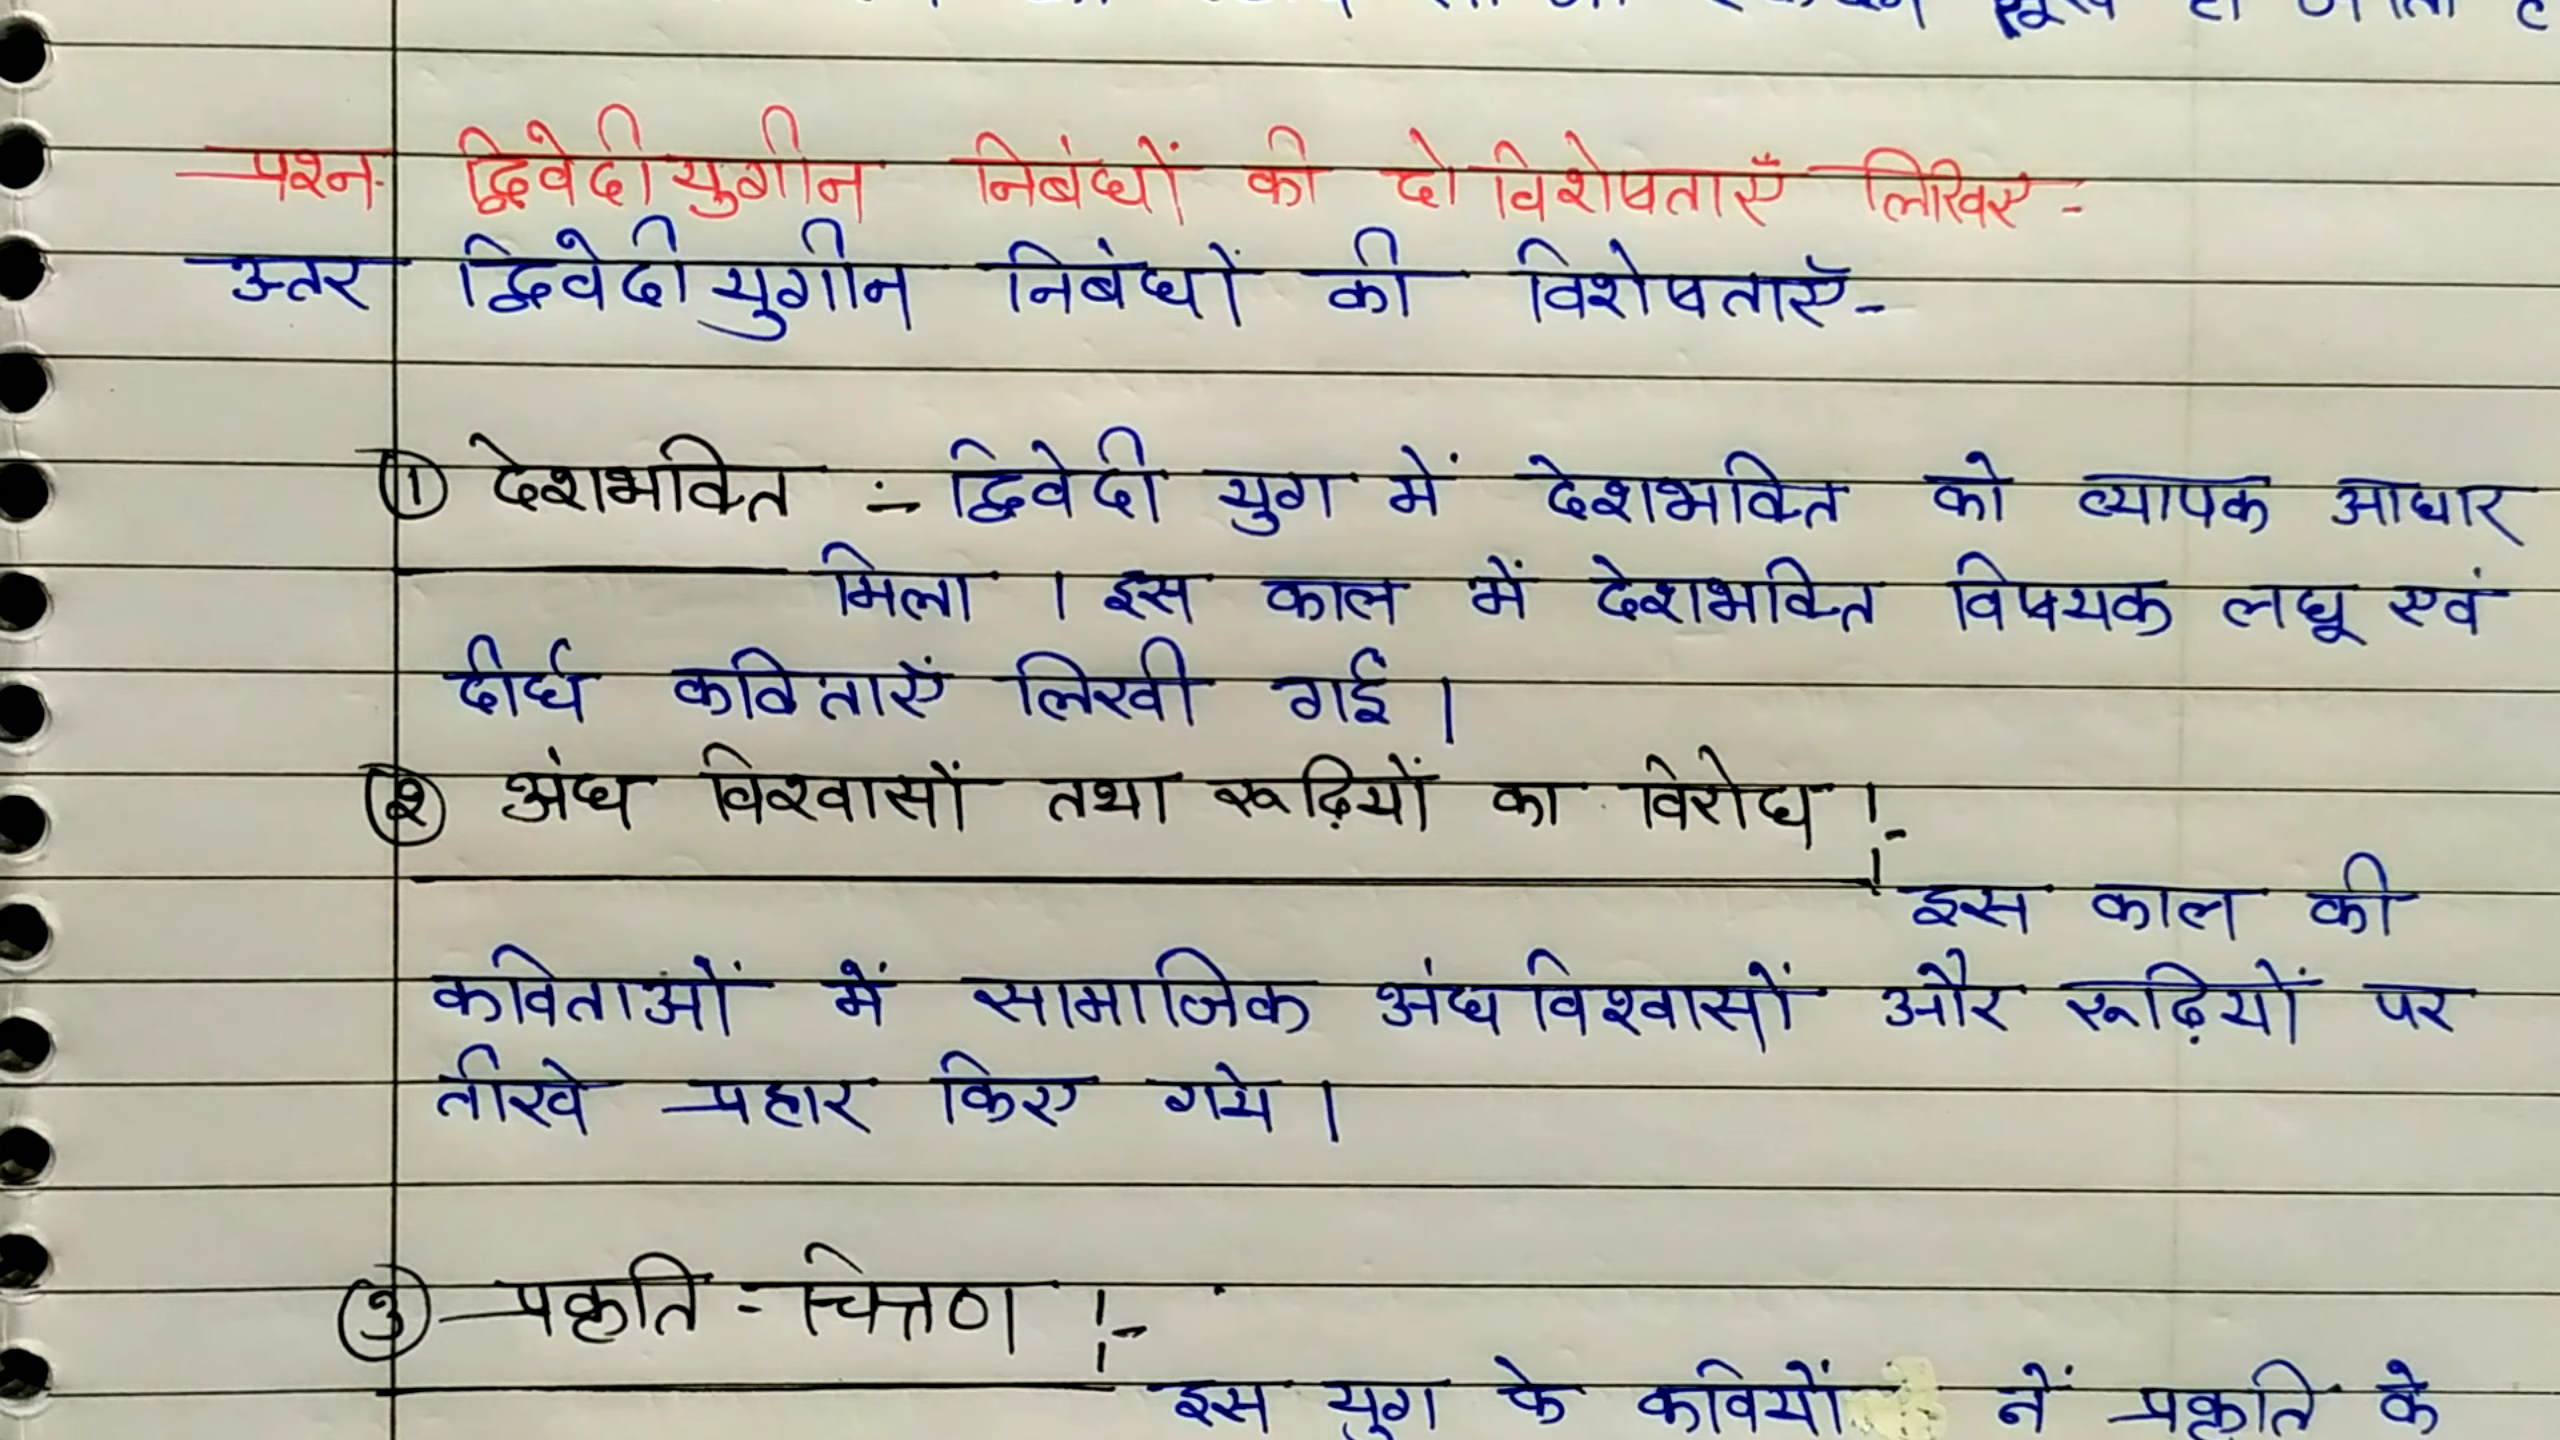 प्रश्न. द्विवेदीयुगीन निबंधों की दो विशेषताएँ लिखिए -
उत्तर द्विवेदीयुगीन निबंधों की विशेषताएँ-
① देशभक्ति :- द्विवेदी युग में देशभक्ति को व्यापक आधार
मिला । इस काल में देशभक्ति विषयक लघू एवं
दीर्घ कविताएं लिखी गई ।
② अंध विश्वासों तथा रूढ़ियों का विरोध :-
इस काल की
कविताओं में सामाजिक अंधविश्वासों और रूढ़ियों पर
तीखे प्रहार किए गये ।
③ प्रकृति - चित्रण :-
इस युग के कवियों नें प्रकृति के